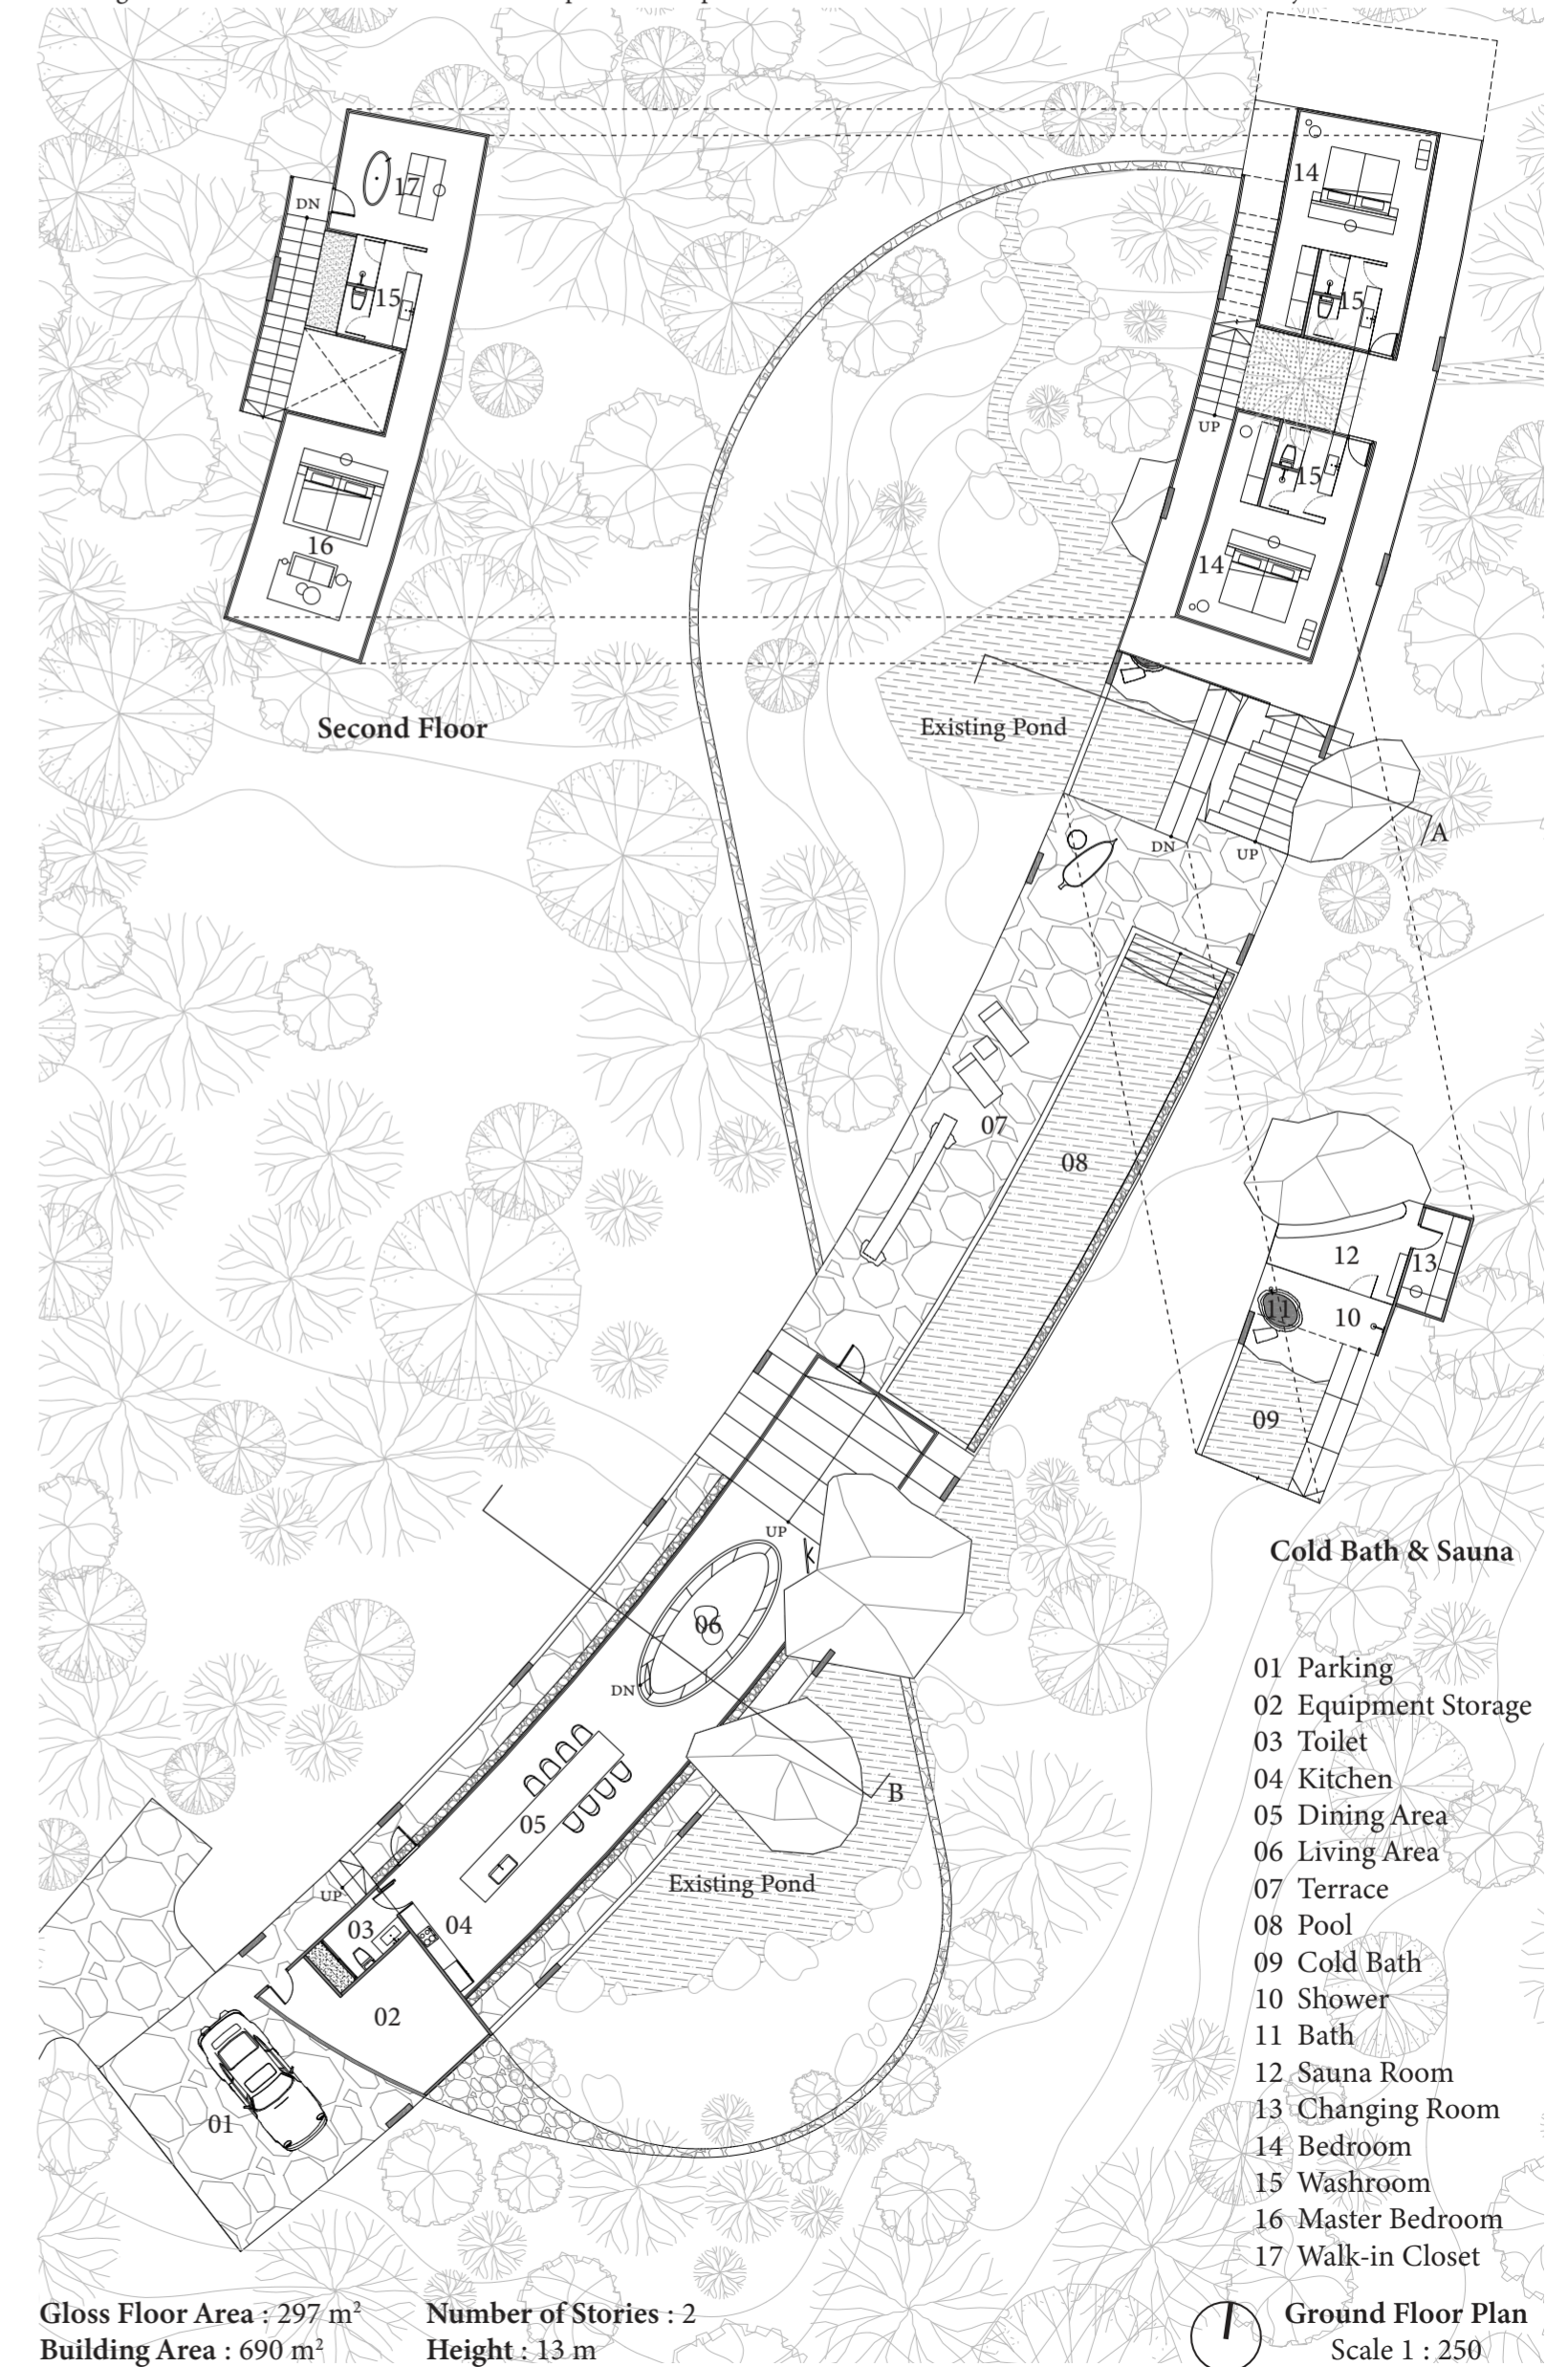 14
17
DN
15
15
UP
15
16
14
Second Floor
Existing Pond
A
DN
UP
07
08
12
13
11
10
09
UP
Cold Bath & Sauna
06
DN
B
05
Existing Pond
UP
03
04
02
01
01 Parking
02 Equipment Storage
03 Toilet
04 Kitchen
05 Dining Area
06 Living Area
07 Terrace
08 Pool
09 Cold Bath
10 Shower
11 Bath
12 Sauna Room
13 Changing Room
14 Bedroom
15 Washroom
16 Master Bedroom
17 Walk-in Closet
Gloss Floor Area : 297 m²
Building Area : 690 m²
Number of Stories : 2
Height : 13 m
Ground Floor Plan
Scale 1 : 250